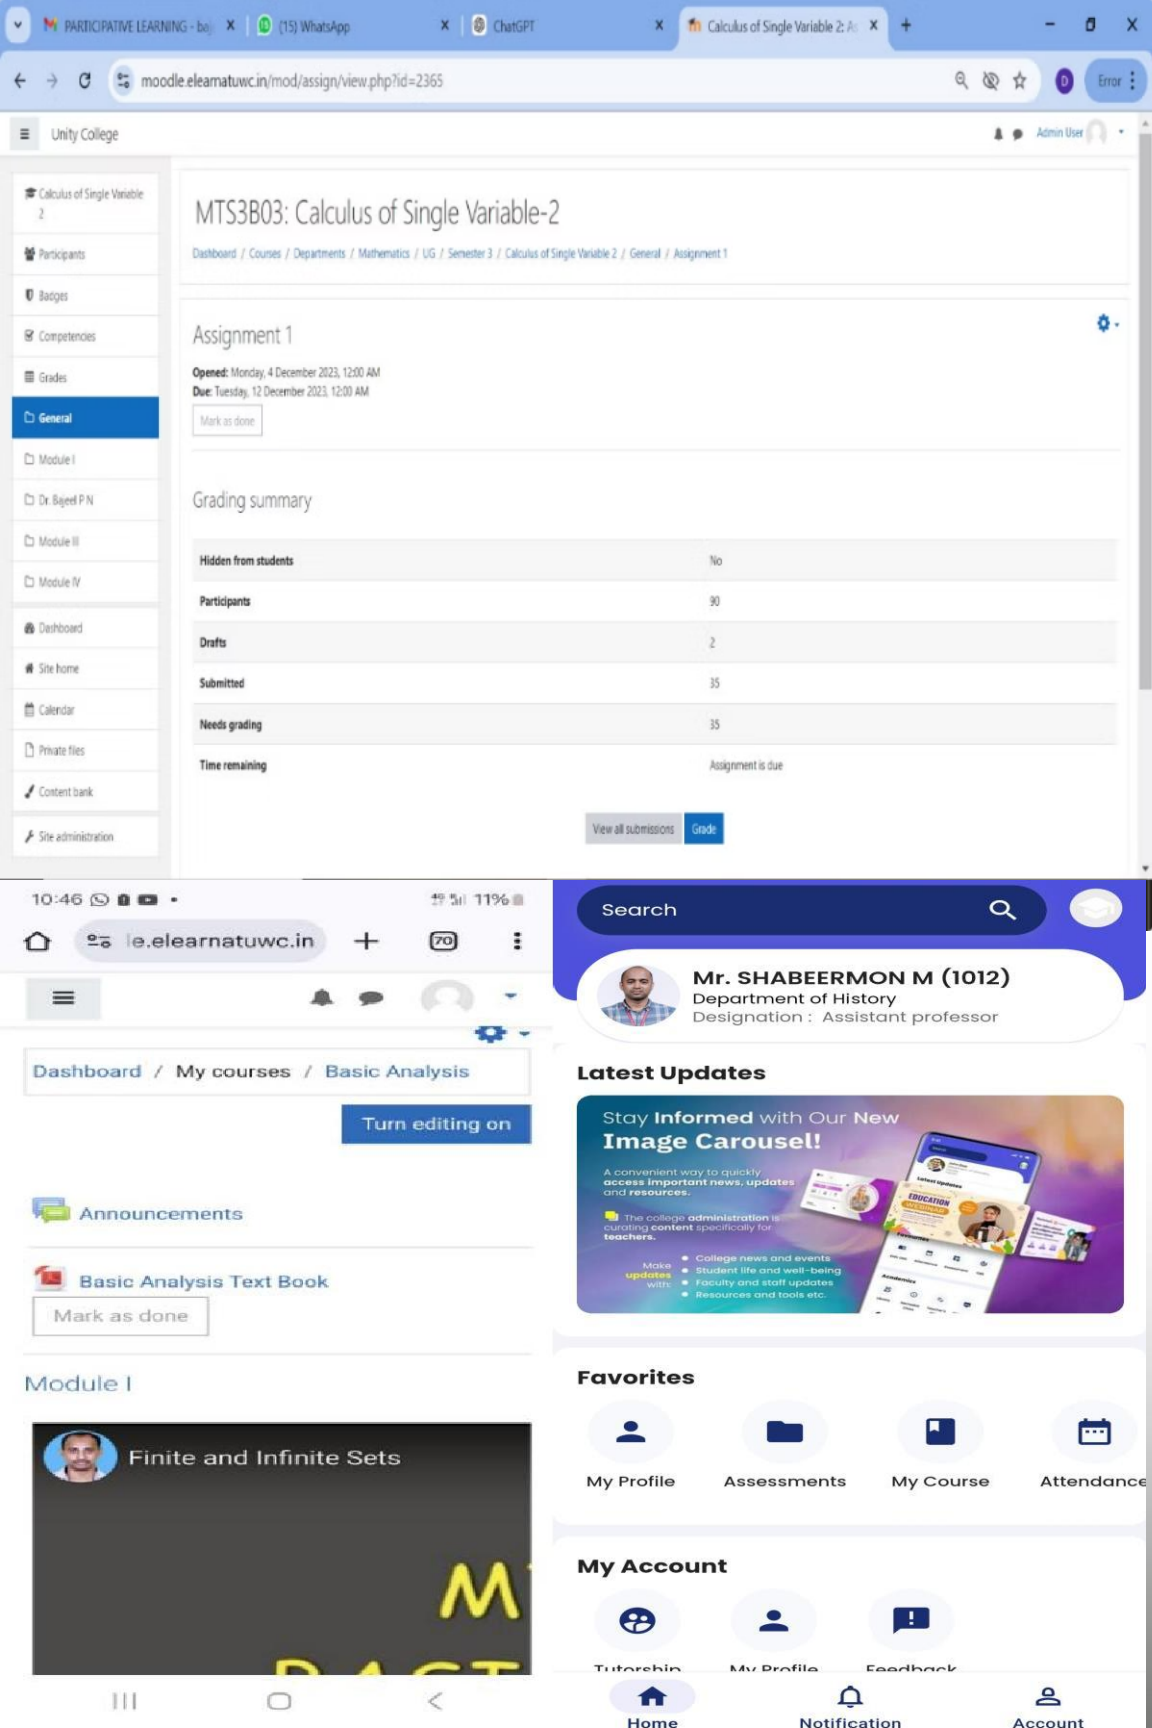 PARTICIPATIVE LEARNING - baj
(15) WhatsApp
ChatGPT
Calculus of Single Variable 2: As
moodle.elearnatuwc.in/mod/assign/view.php?id=2365
D
Error
Unity College
Admin User
Calculus of Single Variable 2
Participants
Badges
Competencies
Grades
General
Module I
Dr. Bajeel P N
Module III
Module IV
Dashboard
Site home
Calendar
Private files
Content bank
Site administration
MTS3B03: Calculus of Single Variable-2
Dashboard / Courses / Departments / Mathematics / UG / Semester 3 / Calculus of Single Variable 2 / General / Assignment 1
Assignment 1
Opened: Monday, 4 December 2023, 12:00 AM
Due: Tuesday, 12 December 2023, 12:00 AM
Mark as done
Grading summary
Hidden from students No
Participants 90
Drafts 2
Submitted 35
Needs grading 35
Time remaining Assignment is due
View all submissions Grade
10:46 11%
le.elearnatuwc.in 70
Dashboard / My courses / Basic Analysis
Turn editing on
Announcements
Basic Analysis Text Book
Mark as done
Module I
Finite and Infinite Sets
Search
Mr. SHABEERMON M (1012)
Department of History
Designation : Assistant professor
Latest Updates
Stay Informed with Our New
Image Carousel!
A convenient way to quickly
access important news, updates
and resources.
The college administration is
curating content specifically for
teachers.
Make
updates
with:
College news and events
Student life and well-being
Faculty and staff updates
Resources and tools etc.
EDUCATION
WEBINAR
Favorites
My Profile Assessments My Course Attendance
My Account
Tutorship My Profile Feedback
Home Notification Account